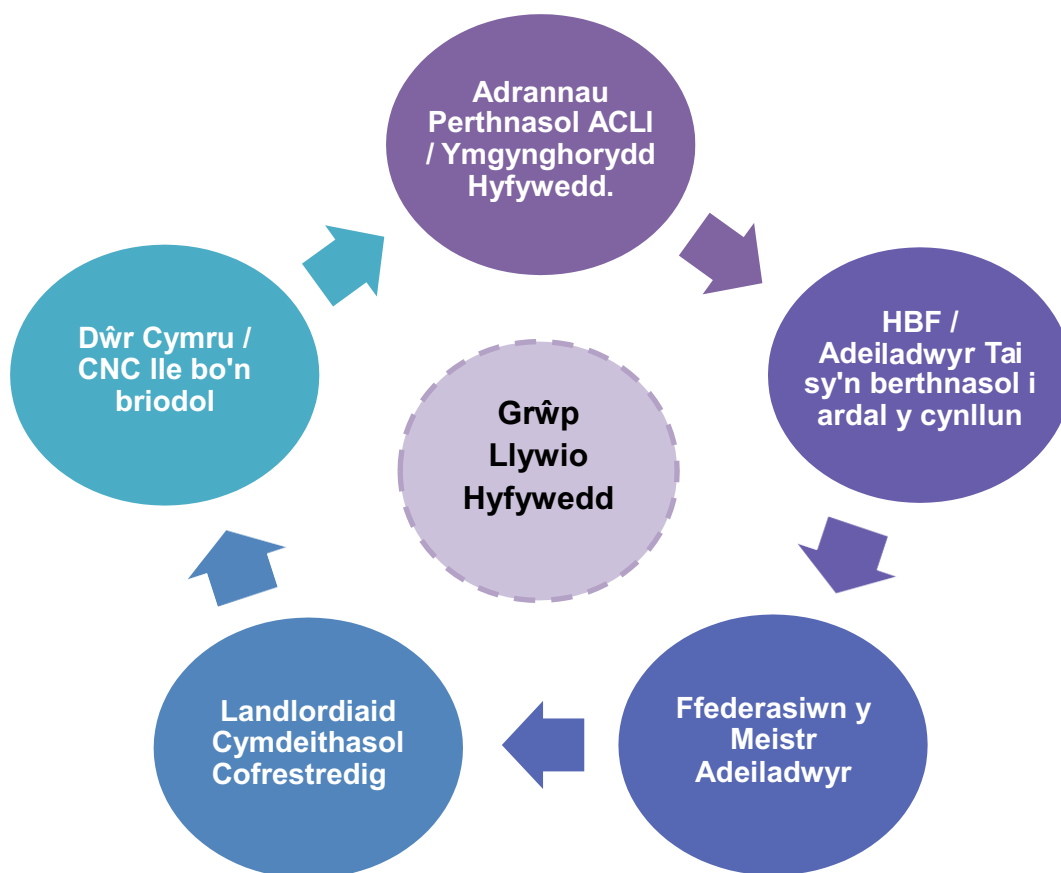 Adrannau
Perthnasol ACLl
/ Ymgynghorydd
Hyfywedd.
HBF /
Adeiladwyr Tai
sy'n berthnasol i
ardal y cynllun
Ffederasiwn y
Meistr
Adeiladwyr
Landlordiaid
Cymdeithasol
Cofrestredig
Dŵr Cymru /
CNC lle bo'n
briodol
Grŵp
Llywio
Hyfywedd